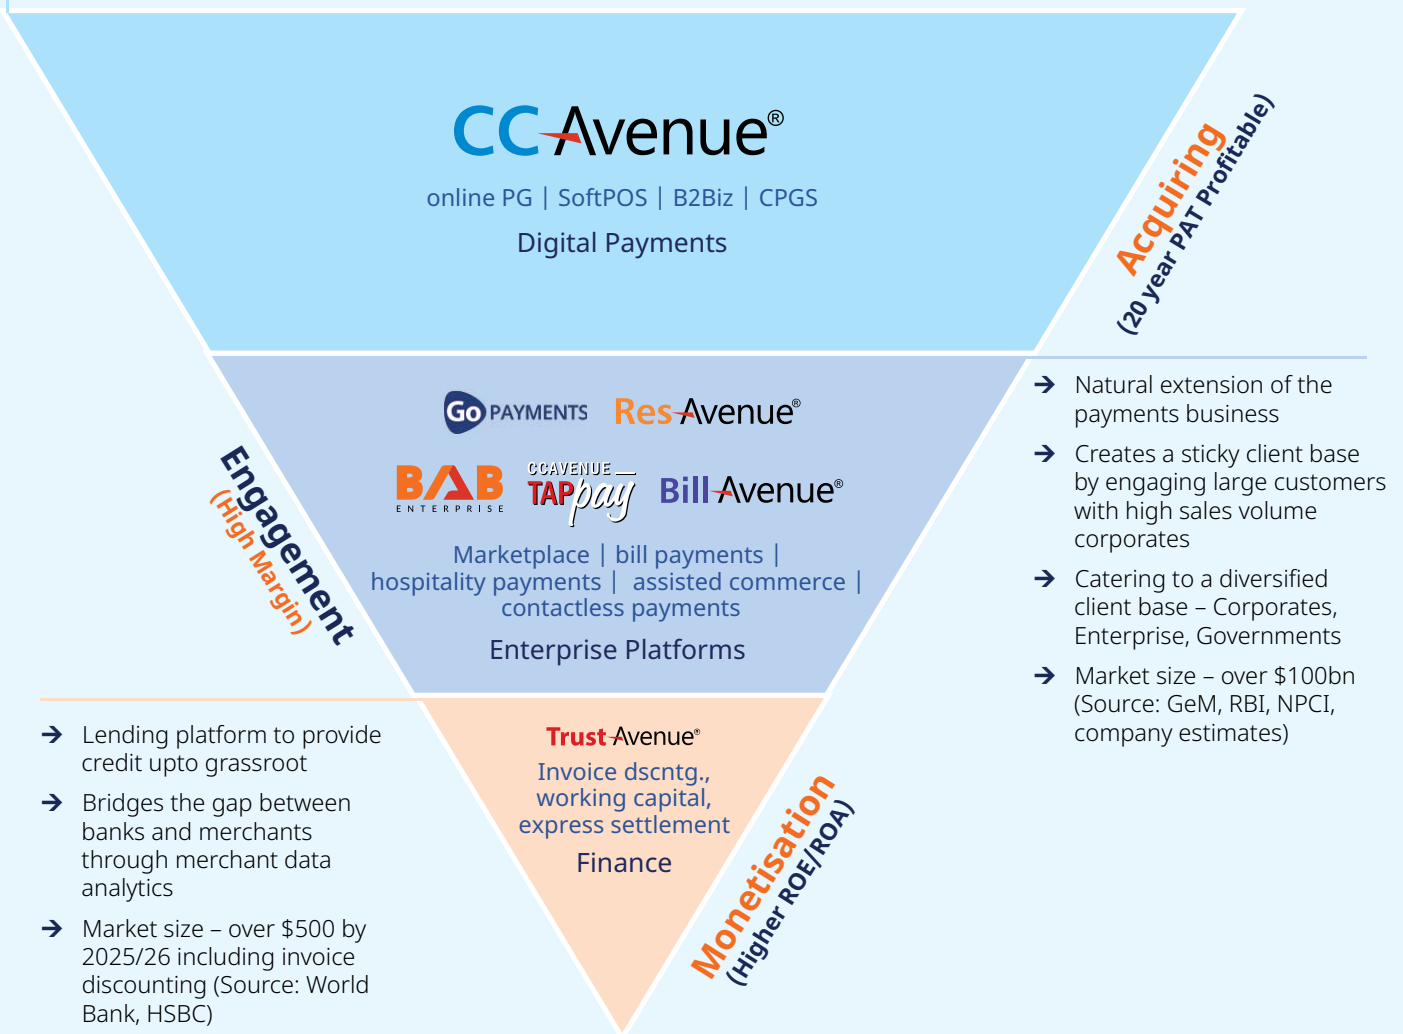 CCAvenue®
online PG | SoftPOS | B2Biz | CPGS
Digital Payments
Acquiring
(20 year PAT Profitable)
Go PAYMENTS
ResAvenue®
BAB
ENTERPRISE
CCAVENUE
TAPpay
BillAvenue®
Marketplace | bill payments |
hospitality payments | assisted commerce |
contactless payments
Enterprise Platforms
Engagement
(High Margin)
➔ Natural extension of the
payments business
➔ Creates a sticky client base
by engaging large customers
with high sales volume
corporates
➔ Catering to a diversified
client base – Corporates,
Enterprise, Governments
➔ Market size – over $100bn
(Source: GeM, RBI, NPCI,
company estimates)
TrustAvenue®
Invoice dscntg.,
working capital,
express settlement
Finance
Monetisation
(Higher ROE/ROA)
➔ Lending platform to provide
credit upto grassroot
➔ Bridges the gap between
banks and merchants
through merchant data
analytics
➔ Market size – over $500 by
2025/26 including invoice
discounting (Source: World
Bank, HSBC)